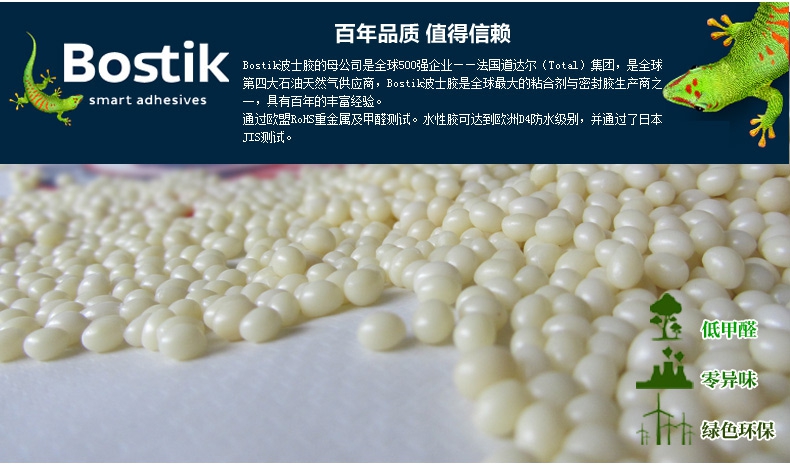 百年品质 值得信赖
Bostik
smart adhesives
Bostik波士胶的母公司是全球500强企业——法国道达尔（Total）集团，是全球
第四大石油天然气供应商，Bostik波士胶是全球最大的粘合剂与密封胶生产商之
一，具有百年的丰富经验。
通过欧盟RoHS重金属及甲醛测试。水性胶可达到欧洲D4防水级别，并通过了日本
JIS测试。
低甲醛
零异味
绿色环保